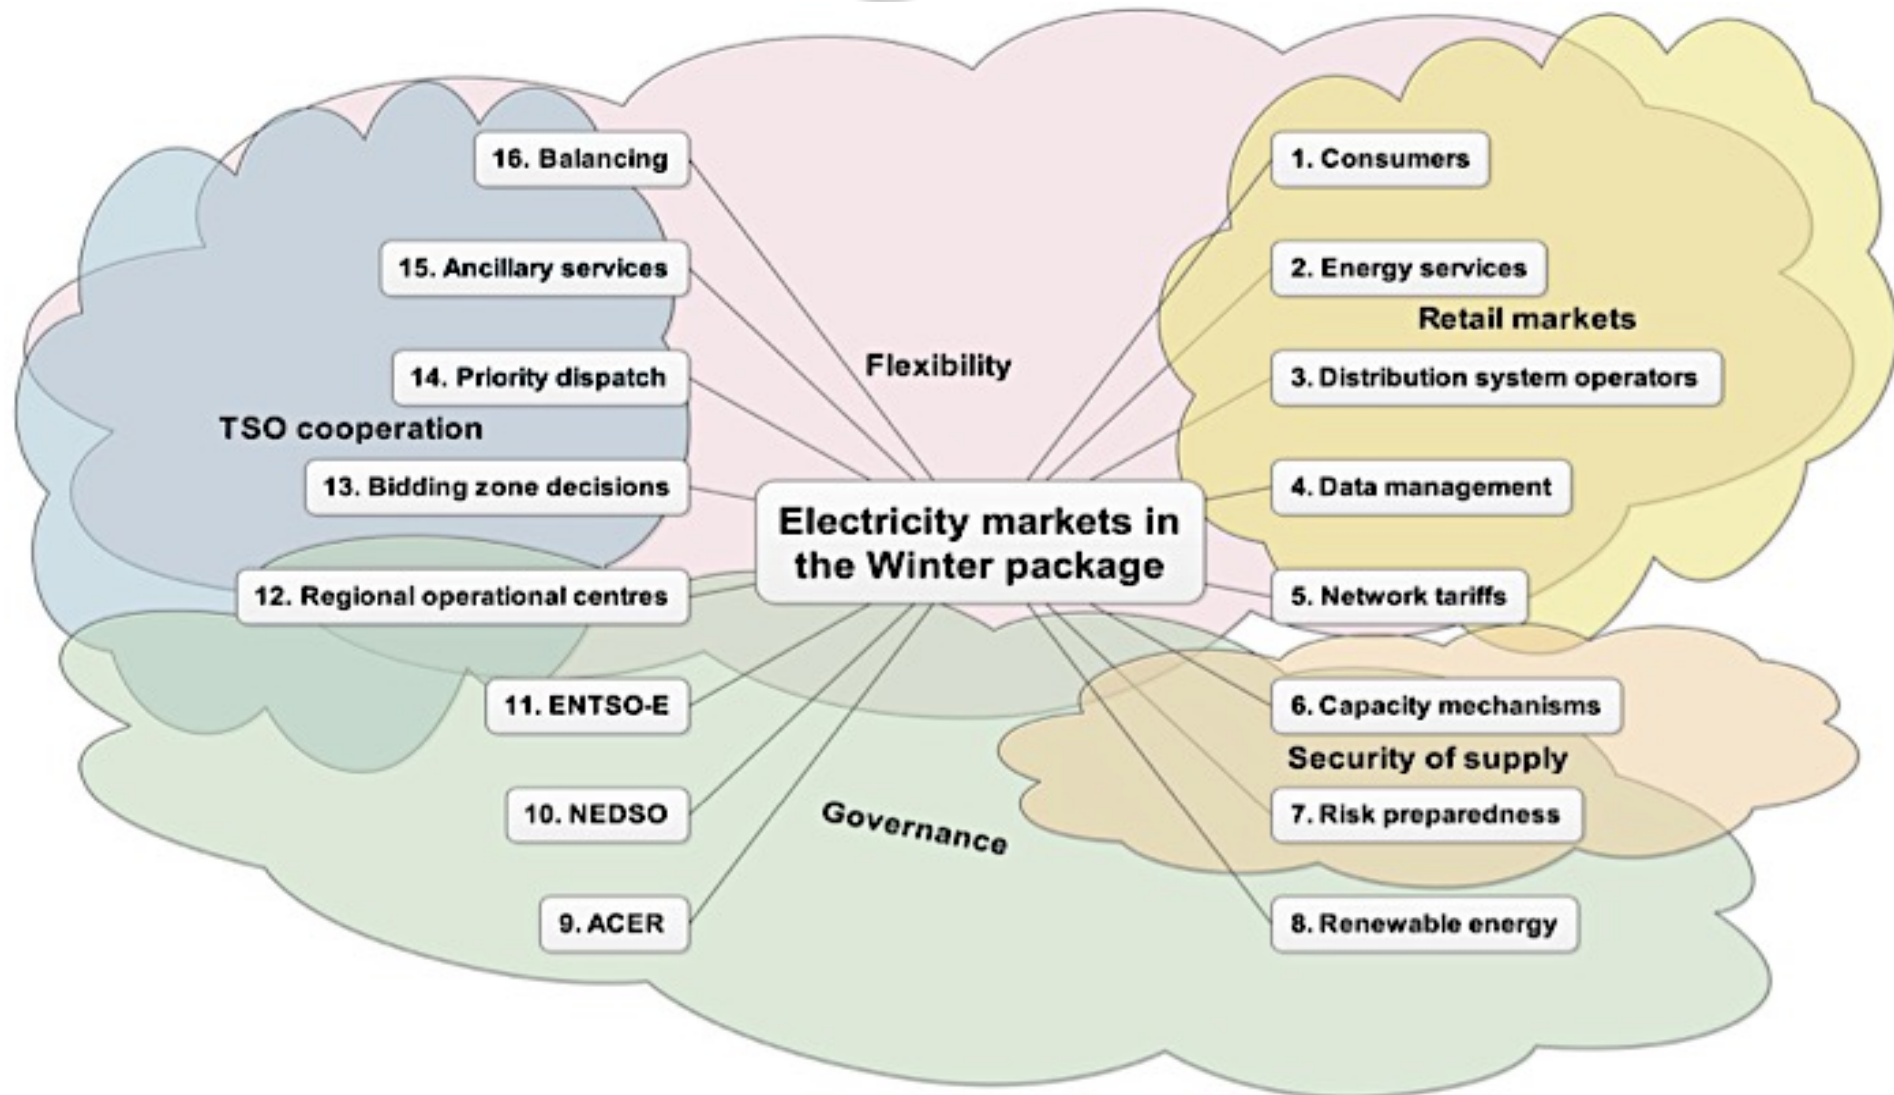 16. Balancing
1. Consumers
15. Ancillary services
2. Energy services
Retail markets
Flexibility
14. Priority dispatch
3. Distribution system operators
TSO cooperation
13. Bidding zone decisions
4. Data management
Electricity markets in
the Winter package
12. Regional operational centres
5. Network tariffs
11. ENTSO-E
6. Capacity mechanisms
Security of supply
10. NEDSO
Governance
7. Risk preparedness
9. ACER
8. Renewable energy